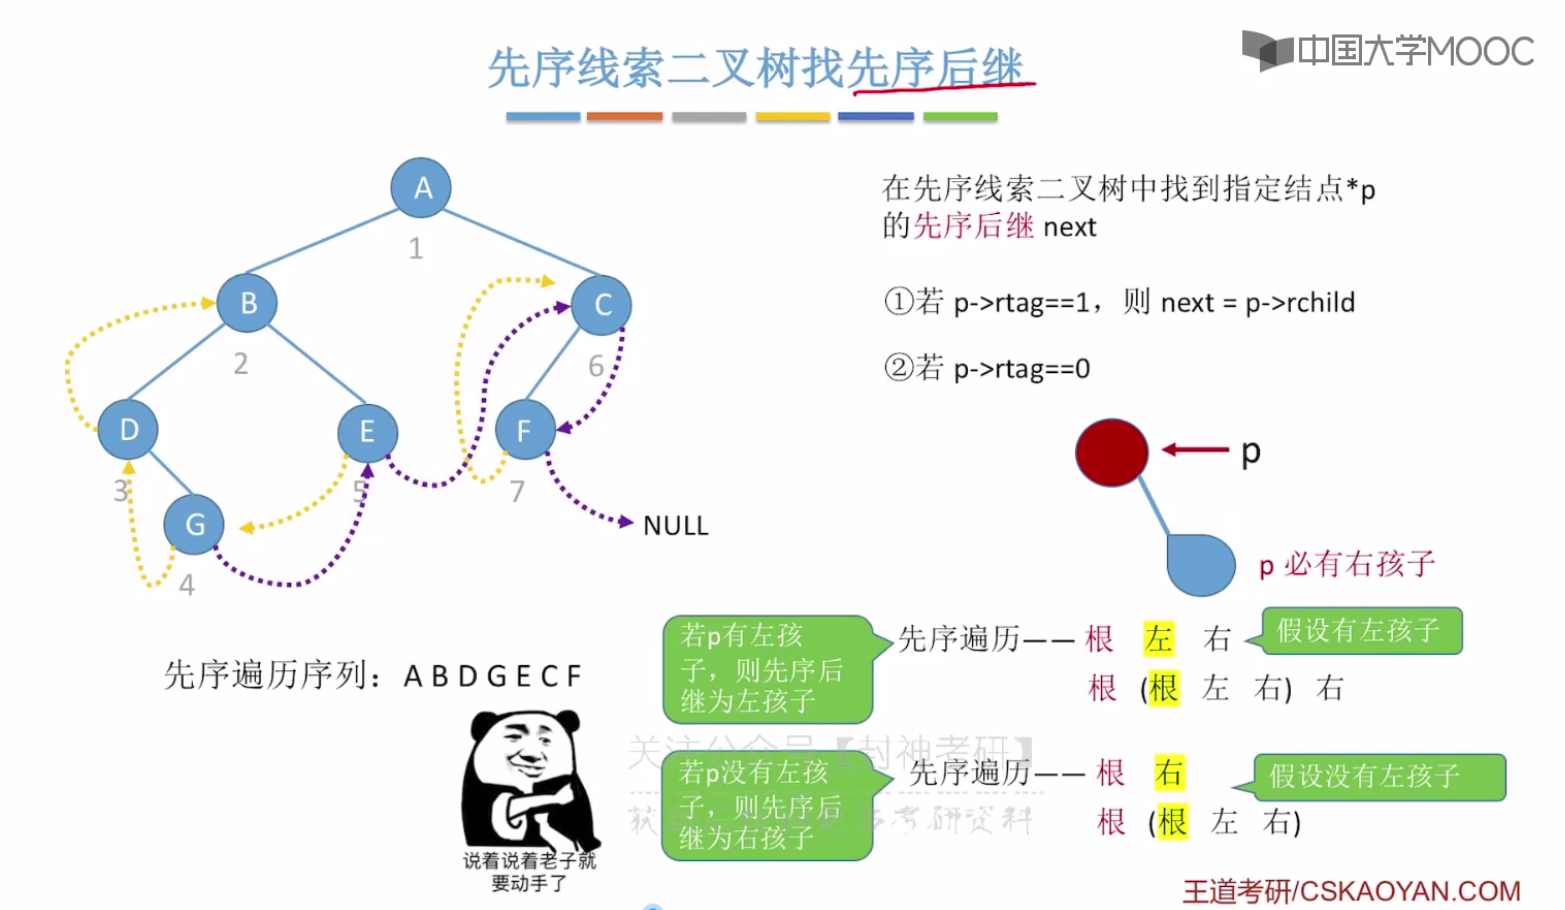 中国大学MOOC
先序线索二叉树找先序后继
A
1
B
C
2
6
D
E
F
3
5
7
G
4
NULL
在先序线索二叉树中找到指定结点*p
的先序后继 next
①若 p->rtag==1，则 next = p->rchild
②若 p->rtag==0
p
p 必有右孩子
先序遍历序列：A B D G E C F
若p有左孩
子，则先序后
继为左孩子
先序遍历—— 根 左 右
假设有左孩子
根 (根 左 右) 右
关注公众号【封神考研】
若p没有左孩
子，则先序后
继为右孩子
先序遍历—— 根 右
假设没有左孩子
根 (根 左 右)
考研资料
说着说着老子就
要动手了
王道考研/CSKAOYAN.COM